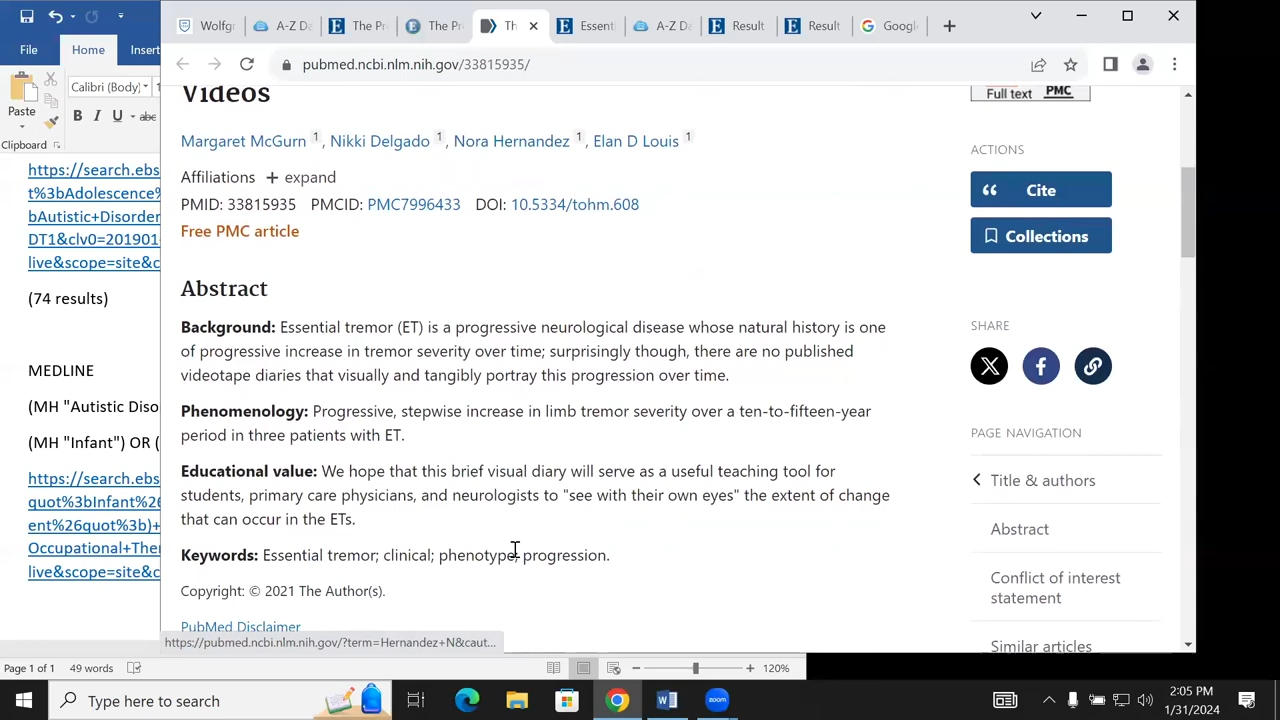 Wolfgr
A-Z Da
The Pr
The Pr
Th
Essenti
A-Z Da
Result
Result
Google
pubmed.ncbi.nlm.nih.gov/33815935/
File
Home
Insert
Paste
Calibri (Body)
B I U abc
Clipboard
https://search.ebs
t%3bAdolescence%
bAutistic+Disorder
DT1&clv0=201901-
live&scope=site&c
(74 results)
MEDLINE
(MH "Autistic Diso
(MH "Infant") OR (
https://search.ebs
quot%3bInfant%26
ent%26quot%3b)+
Occupational+Ther
live&scope=site&c
Videos
Margaret McGurn 1, Nikki Delgado 1, Nora Hernandez 1, Elan D Louis 1
Affiliations + expand
PMID: 33815935 PMCID: PMC7996433 DOI: 10.5334/tohm.608
Free PMC article
Abstract
Background: Essential tremor (ET) is a progressive neurological disease whose natural history is one
of progressive increase in tremor severity over time; surprisingly though, there are no published
videotape diaries that visually and tangibly portray this progression over time.
Phenomenology: Progressive, stepwise increase in limb tremor severity over a ten-to-fifteen-year
period in three patients with ET.
Educational value: We hope that this brief visual diary will serve as a useful teaching tool for
students, primary care physicians, and neurologists to "see with their own eyes" the extent of change
that can occur in the ETs.
Keywords: Essential tremor; clinical; phenotype; progression.
Copyright: © 2021 The Author(s).
PubMed Disclaimer
https://pubmed.ncbi.nlm.nih.gov/?term=Hernandez+N&caut...
Full text PMC
ACTIONS
Cite
Collections
SHARE
PAGE NAVIGATION
Title & authors
Abstract
Conflict of interest
statement
Similar articles
Page 1 of 1 49 words
120%
Type here to search
zoom
2:05 PM
1/31/2024